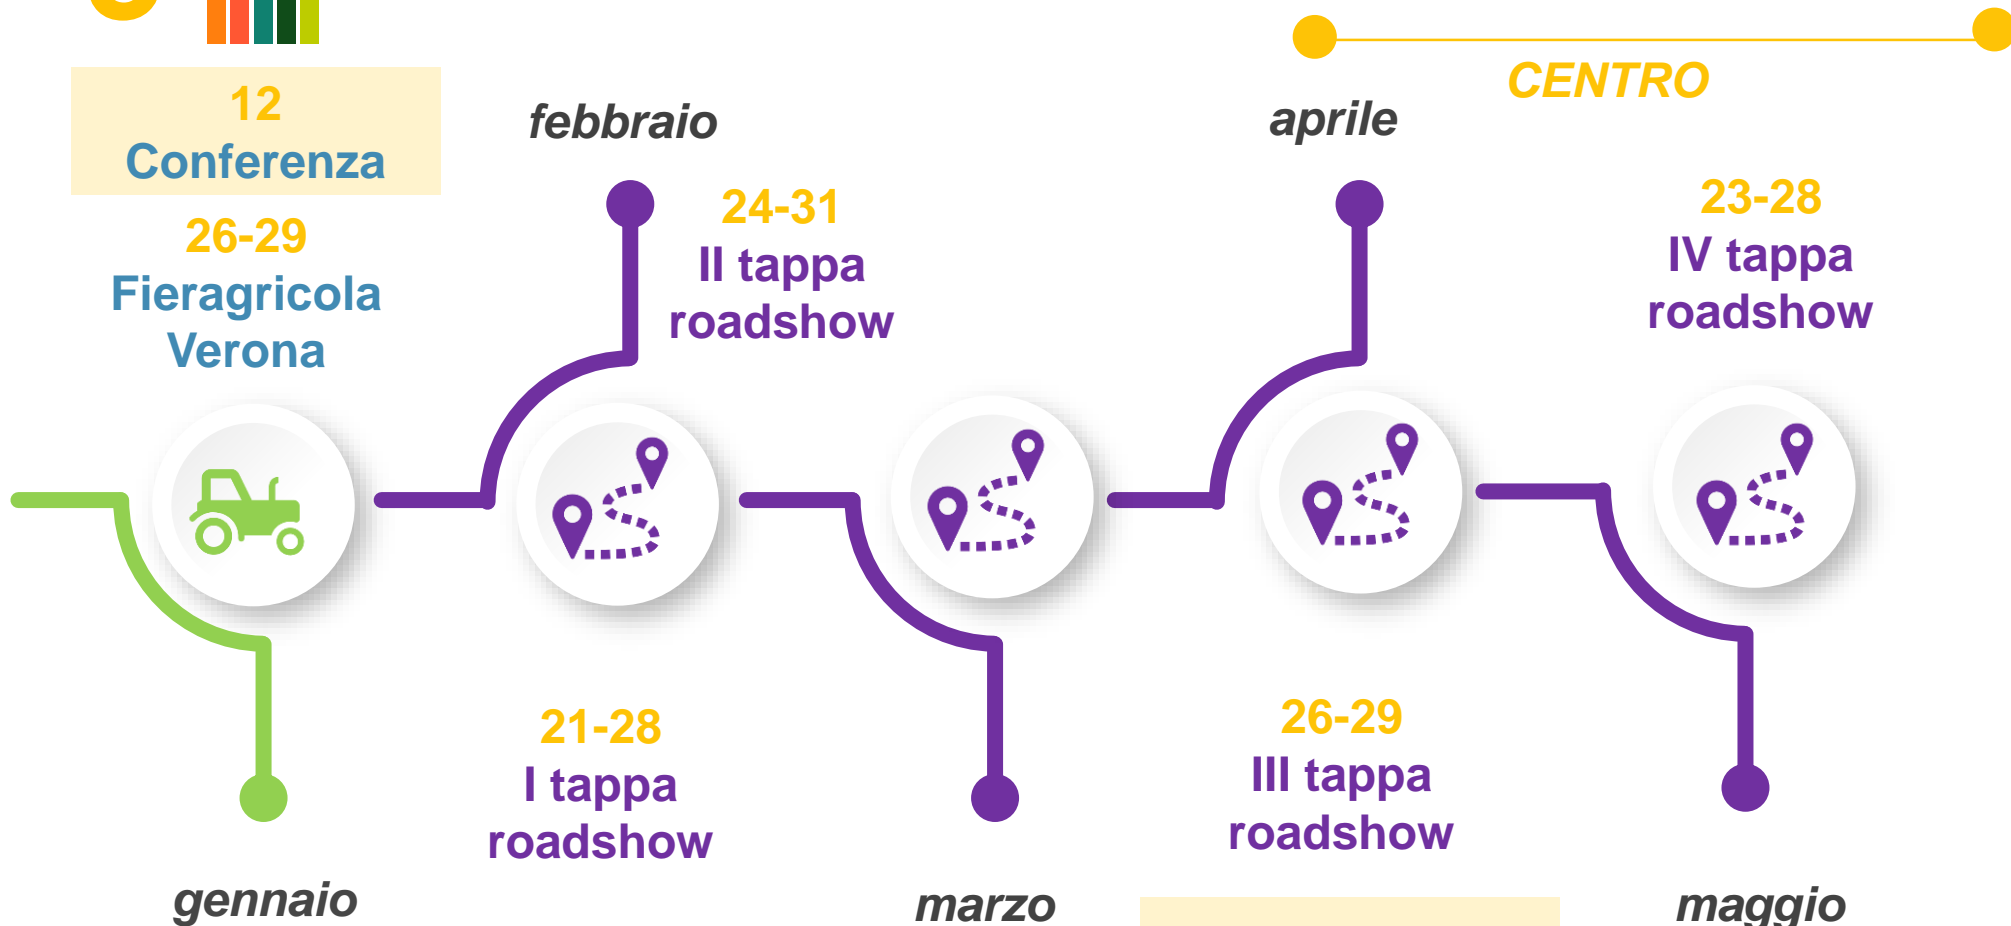 CENTRO
12
Conferenza
febbraio
aprile
26-29
Fieragricola
Verona
24-31
II tappa
roadshow
23-28
IV tappa
roadshow
21-28
I tappa
roadshow
26-29
III tappa
roadshow
gennaio
marzo
maggio